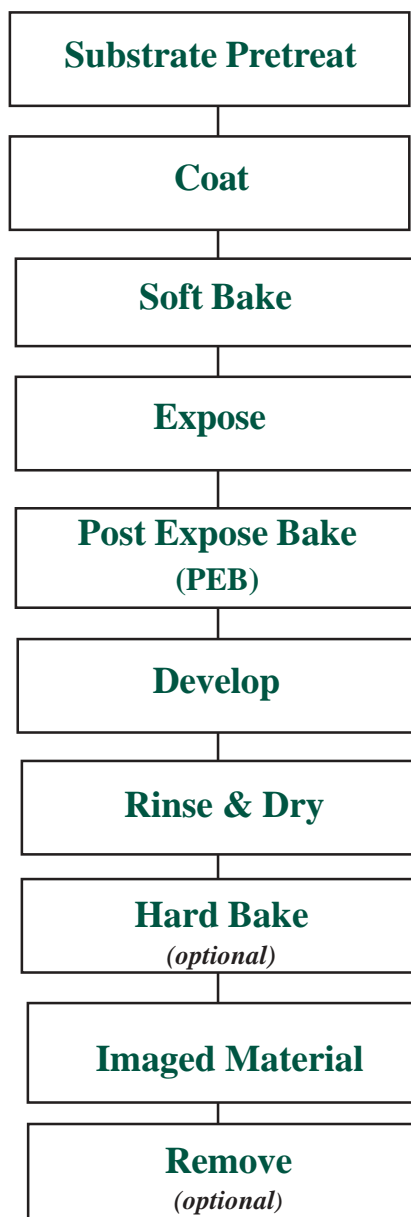 Substrate Pretreat
Coat
Soft Bake
Expose
Post Expose Bake
(PEB)
Develop
Rinse & Dry
Hard Bake
(optional)
Imaged Material
Remove
(optional)